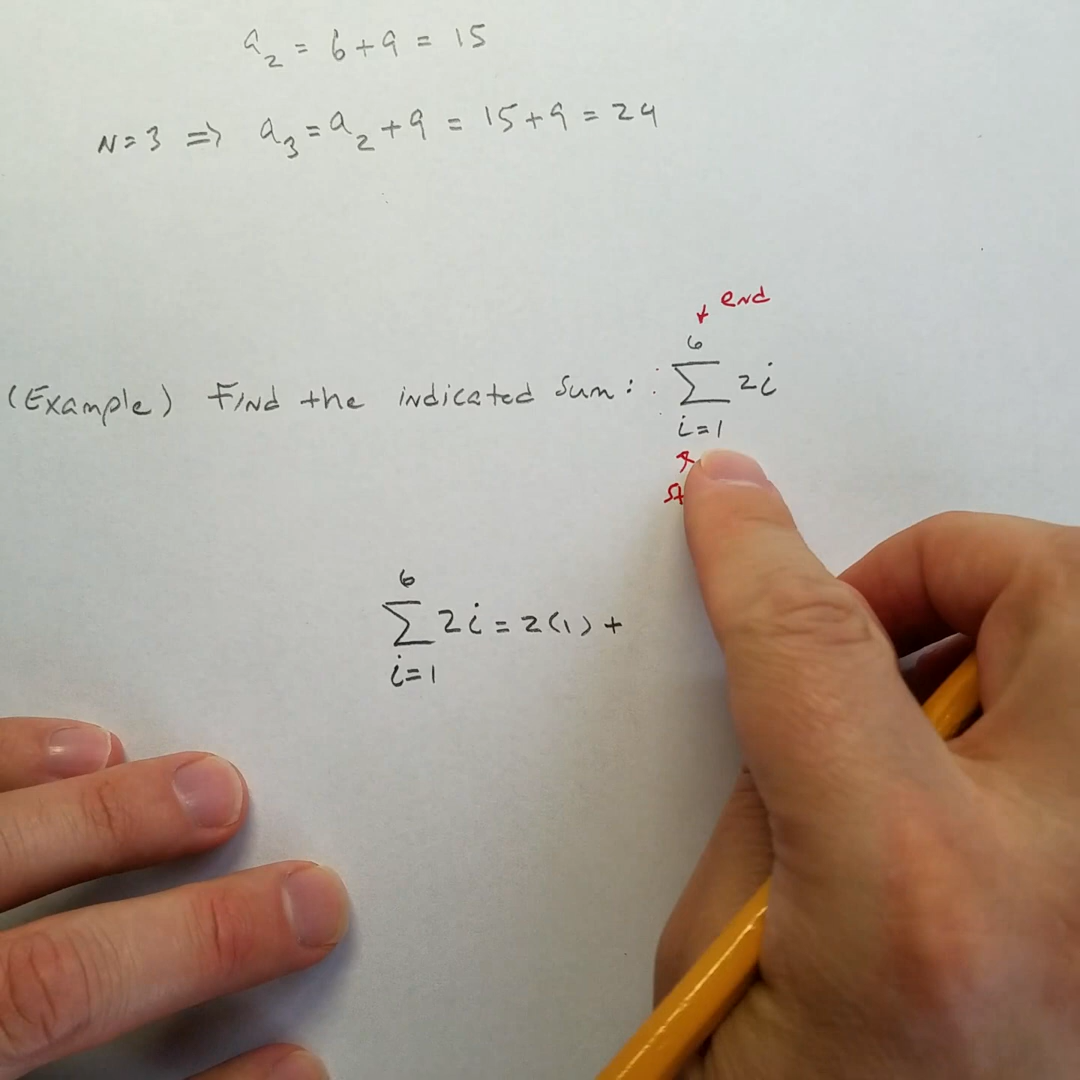 a₂ = 6+9 = 15
N=3 ⇒ a₃ = a₂ + 9 = 15+9 = 24
end
6
(Example) Find the indicated sum: ∑ 2i
i=1
6
∑ 2i = 2(1) +
i=1